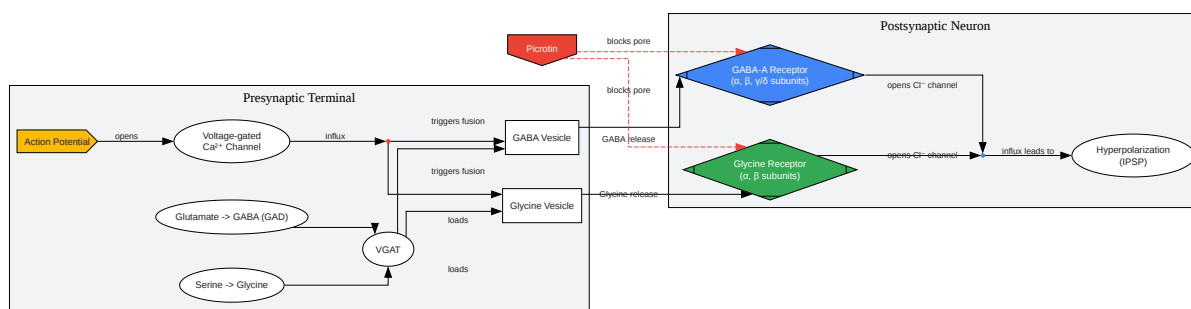 Postsynaptic Neuron
blocks pore
Picrotin
GABA-A Receptor
(α, β, γ/δ subunits)
opens Cl⁻ channel
blocks pore
Presynaptic Terminal
Action Potential
opens
Voltage-gated
Ca²⁺ Channel
influx
triggers fusion
GABA Vesicle
GABA release
triggers fusion
Glycine Receptor
(α, β subunits)
opens Cl⁻ channel
influx leads to
Hyperpolarization
(IPSP)
Glycine Vesicle
Glycine release
Glutamate -> GABA (GAD)
loads
VGAT
loads
Serine -> Glycine